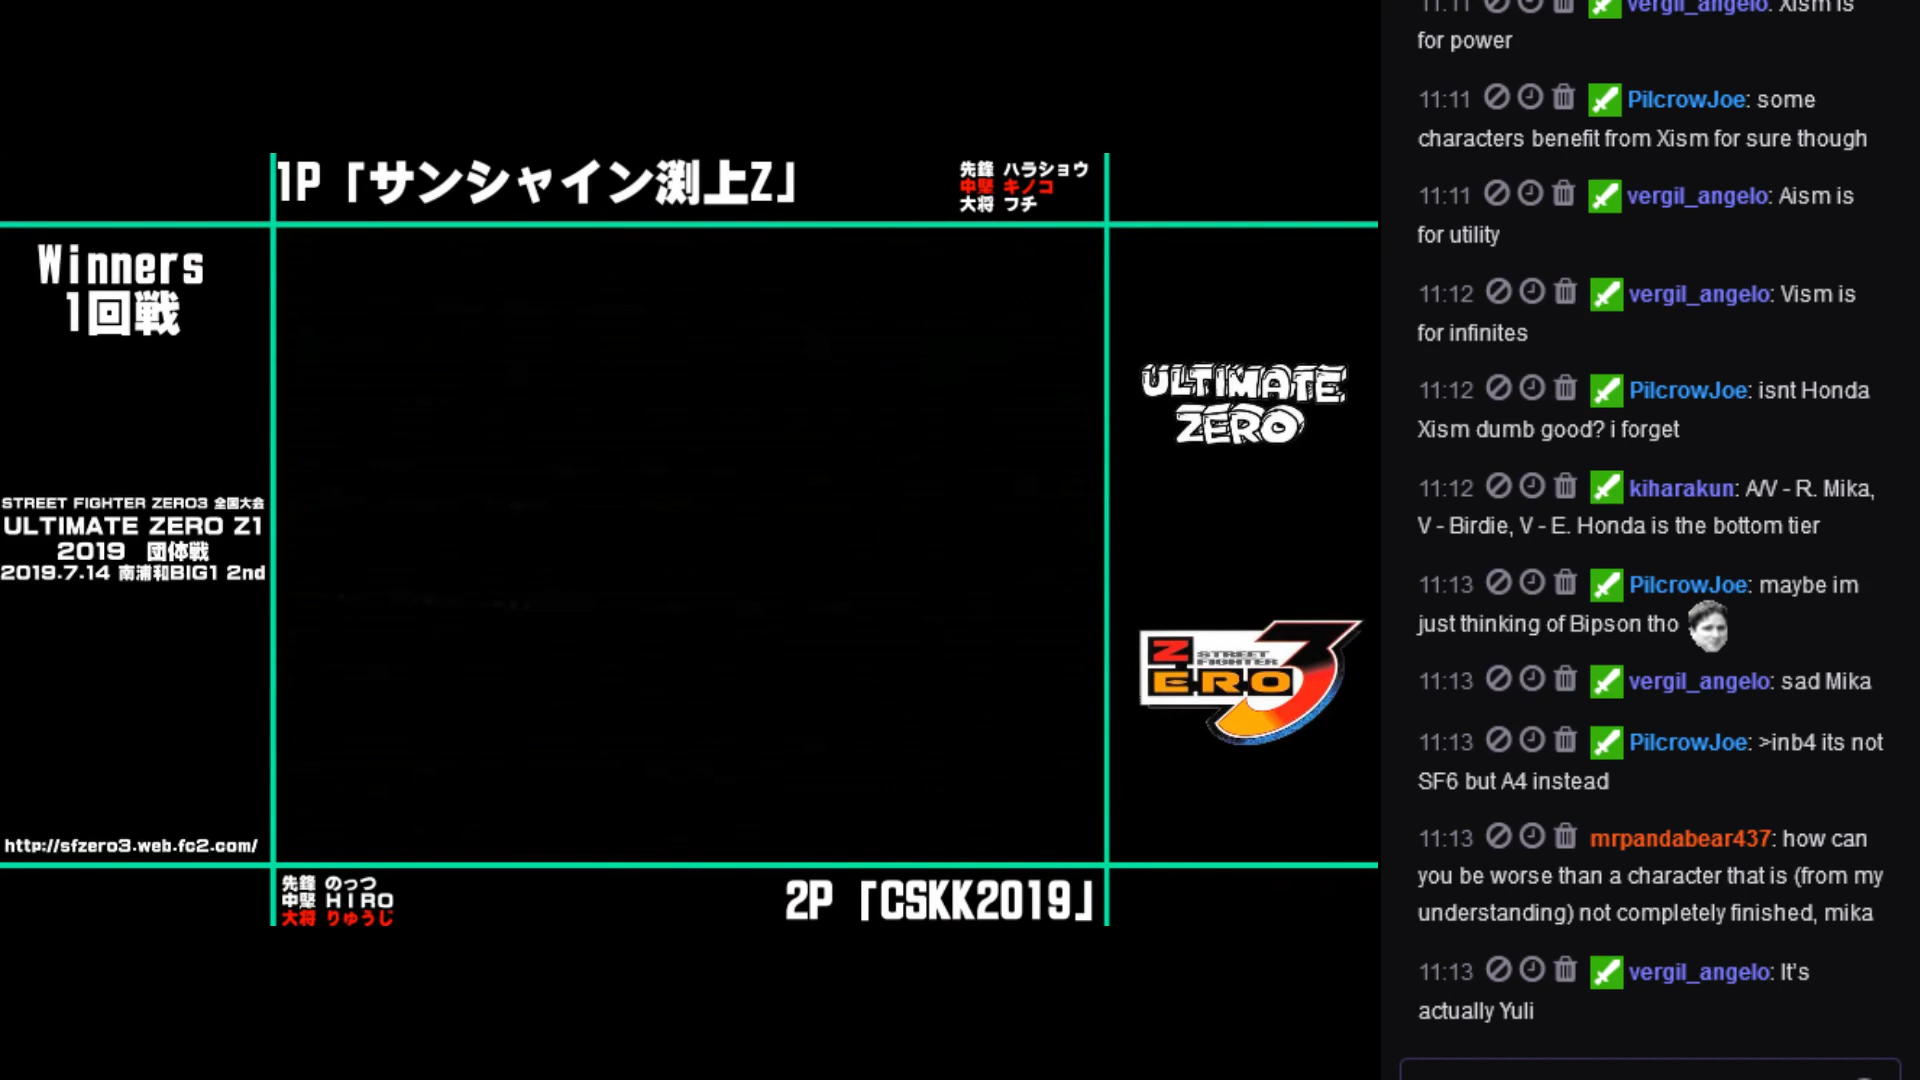 1P「サンシャイン渕上Z」
先鋒 ハラショウ
中堅 キノコ
大将 フチ
Winners
1回戦
STREET FIGHTER ZERO3 全国大会
ULTIMATE ZERO Z1
2019 団体戦
2019.7.14 南浦和BIG1 2nd
http://sfzero3.web.fc2.com/
ULTIMATE
ZERO
STREET
FIGHTER
ZERO 3
先鋒 のっつ
中堅 HIRO
大将 りゅうじ
2P「CSKK2019」
11:11 vergil_angelo: Xism is
for power
11:11 PilcrowJoe: some
characters benefit from Xism for sure though
11:11 vergil_angelo: Aism is
for utility
11:12 vergil_angelo: Vism is
for infinites
11:12 PilcrowJoe: isnt Honda
Xism dumb good? i forget
11:12 kiharakun: A/V - R. Mika,
V - Birdie, V - E. Honda is the bottom tier
11:13 PilcrowJoe: maybe im
just thinking of Bipson tho
11:13 vergil_angelo: sad Mika
11:13 PilcrowJoe: >inb4 its not
SF6 but A4 instead
11:13 mrpandabear437: how can
you be worse than a character that is (from my
understanding) not completely finished, mika
11:13 vergil_angelo: It's
actually Yuli